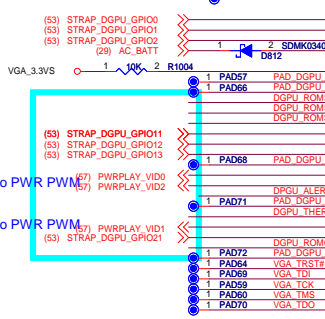 (53) STRAP_DGPU_GPIO0
(53) STRAP_DGPU_GPIO1
(53) STRAP_DGPU_GPIO2
(29) AC_BATT
1 2 SDMK0340
D812
VGA_3.3VS 1 10K 2 R1004
1 PAD57 PAD_DGPU_
1 PAD66 PAD_DGPU_
DGPU_ROM
DGPU_ROM
DGPU_ROM
(53) STRAP_DGPU_GPIO11
(53) STRAP_DGPU_GPIO12
(53) STRAP_DGPU_GPIO13
1 PAD68 PAD_DGPU_
o PWR PWM (57) PWRPLAY_VID0
(57) PWRPLAY_VID2
DPGU_ALER
1 PAD71 PAD_DGPU_
DGPU_THER
o PWR PWM (57) PWRPLAY_VID1
(53) STRAP_DGPU_GPIO21
DGPU_ROM
1 PAD72 PAD_DGPU_
1 PAD64 VGA_TRST#
1 PAD69 VGA_TDI
1 PAD59 VGA_TCK
1 PAD60 VGA_TMS
1 PAD70 VGA_TDO